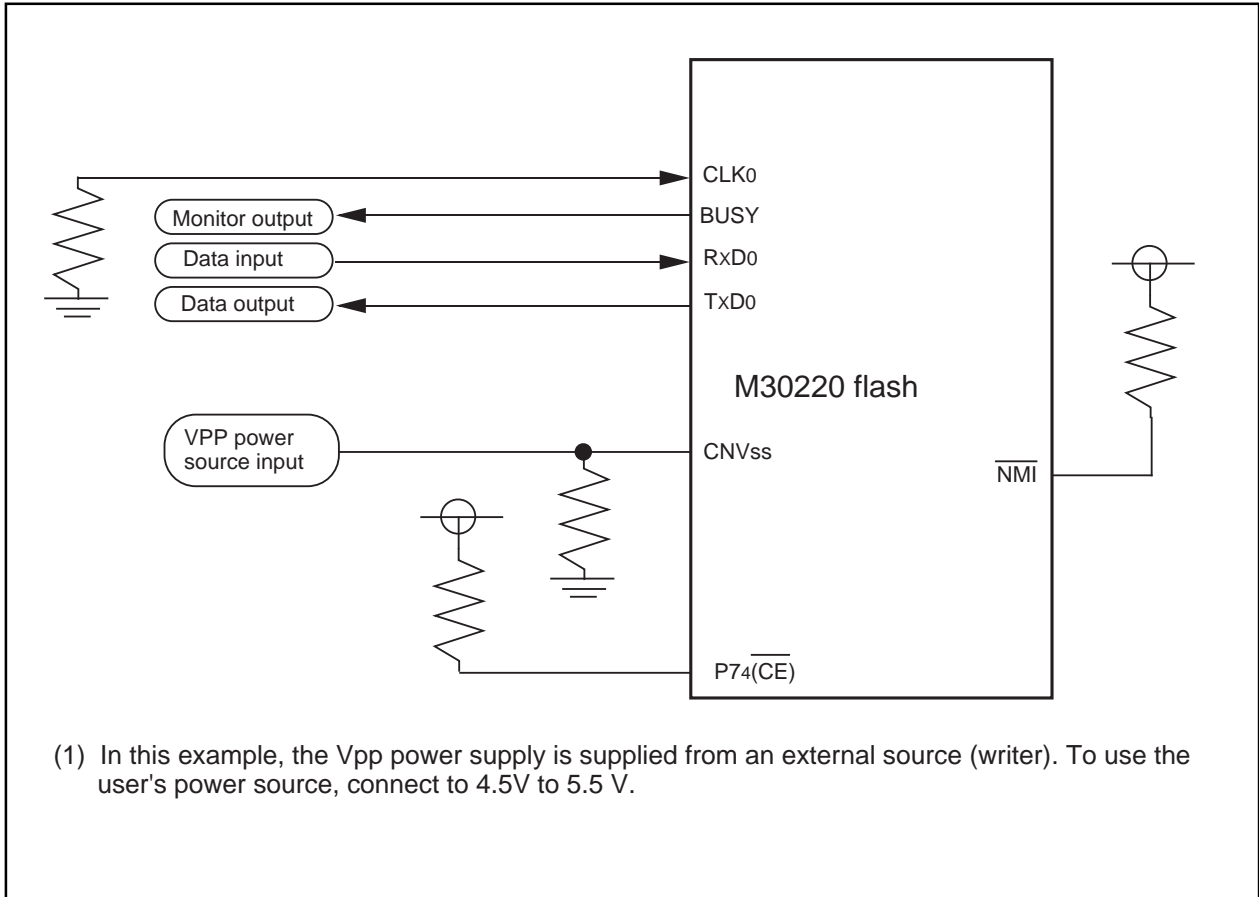 CLK0
Monitor output
BUSY
Data input
RxD0
Data output
TxD0
M30220 flash
VPP power
source input
CNVss
NMI
P74(CE)
(1) In this example, the Vpp power supply is supplied from an external source (writer). To use the
user's power source, connect to 4.5V to 5.5 V.